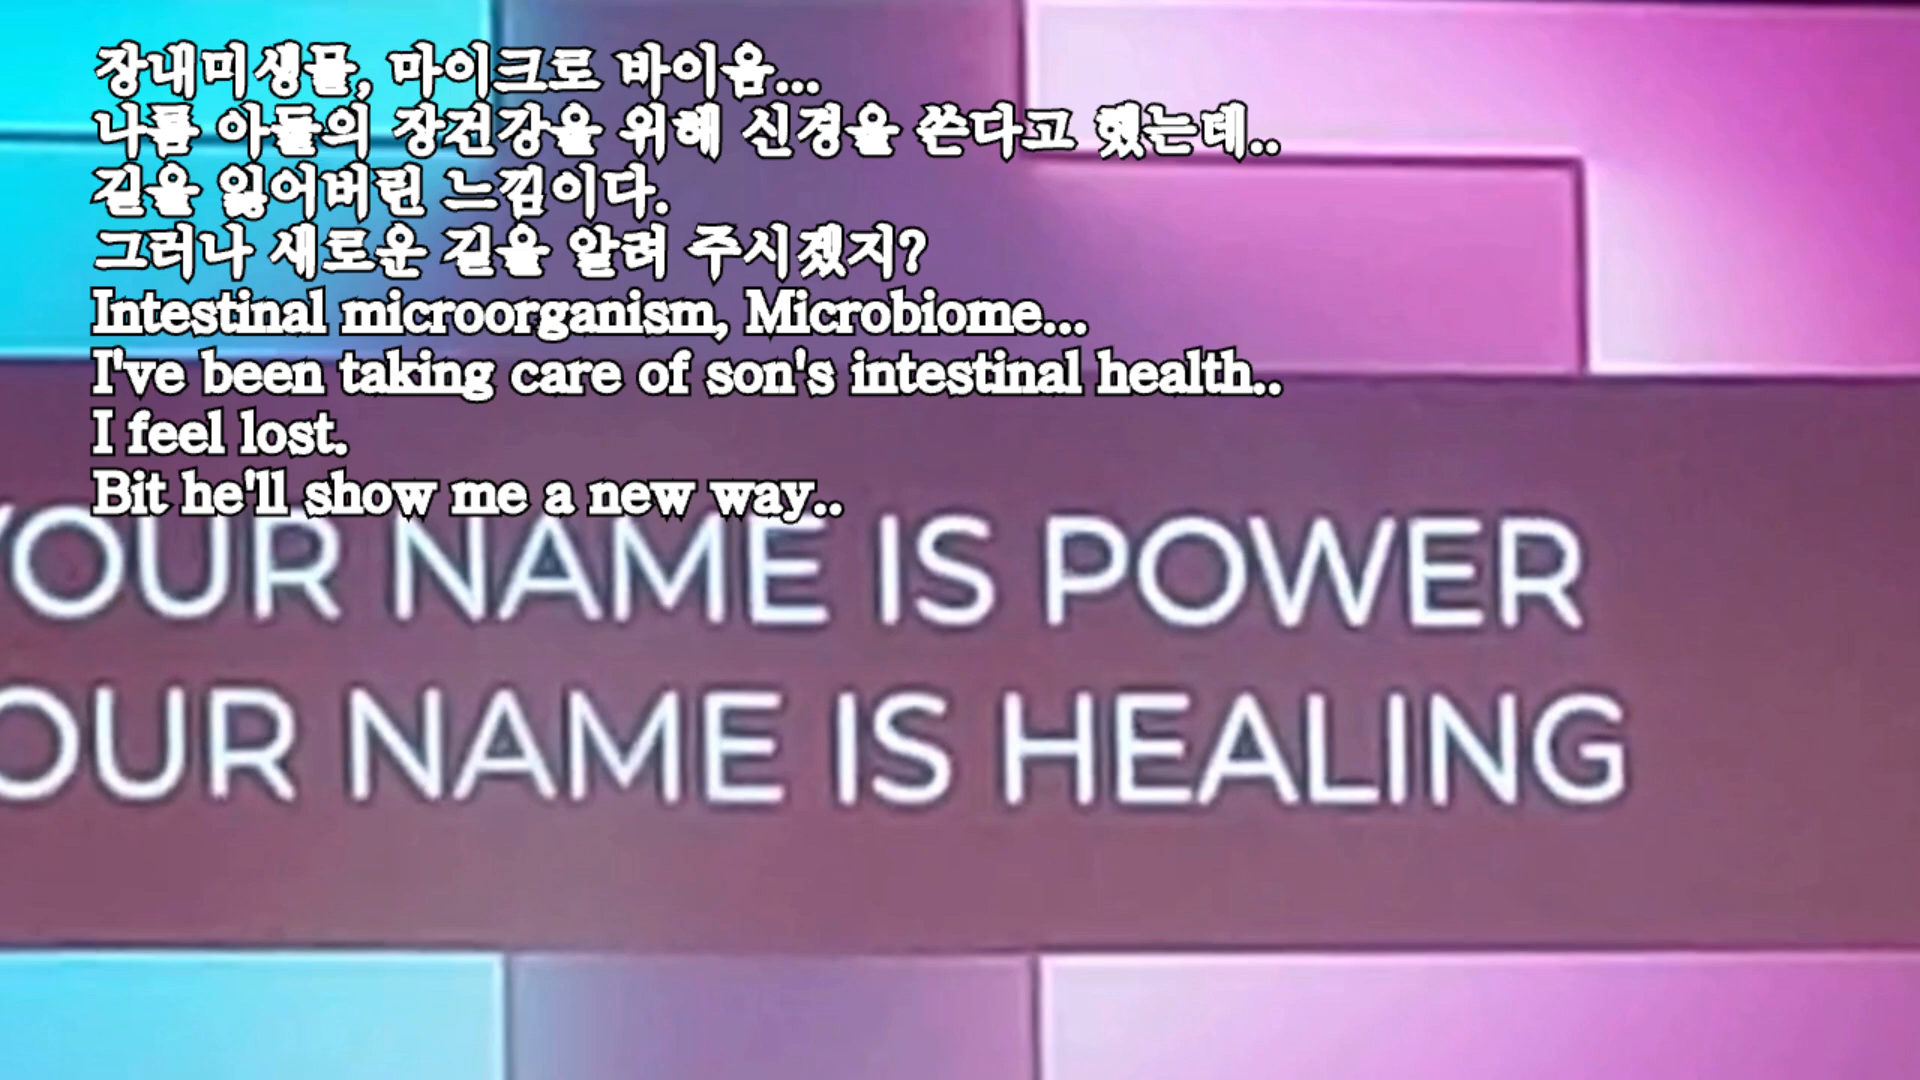 장내미생물, 마이크로 바이옴...
나름 아들의 장건강을 위해 신경을 쓴다고 했는데..
길을 잃어버린 느낌이다.
그러나 새로운 길을 알려 주시겠지?
Intestinal microorganism, Microbiome...
I've been taking care of son's intestinal health..
I feel lost.
Bit he'll show me a new way..
YOUR NAME IS POWER
OUR NAME IS HEALING